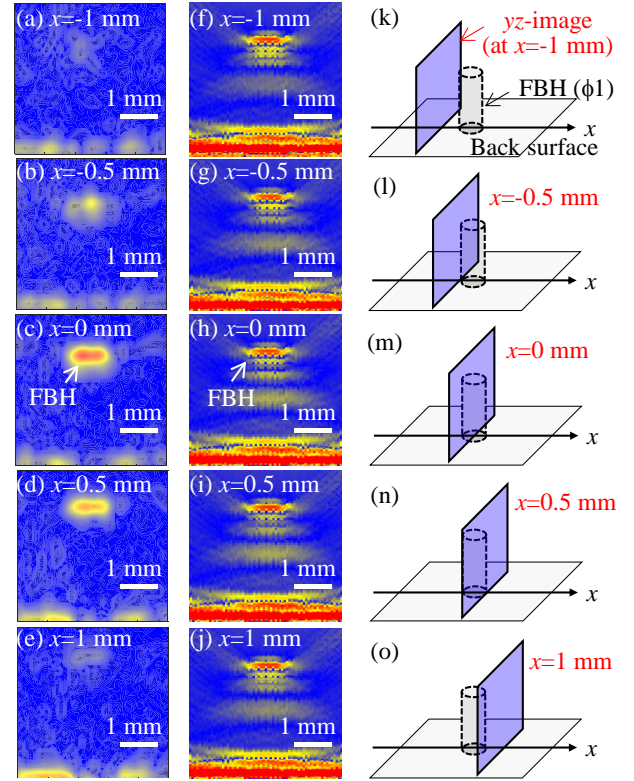 (a) x=-1 mm
1 mm
(f) x=-1 mm
1 mm
(k)
yz-image
(at x=-1 mm)
FBH (ϕ1)
x
Back surface
(b) x=-0.5 mm
1 mm
(g) x=-0.5 mm
1 mm
(l)
x=-0.5 mm
x
(c) x=0 mm
FBH
1 mm
(h) x=0 mm
FBH
1 mm
(m)
x=0 mm
x
(d) x=0.5 mm
1 mm
(i) x=0.5 mm
1 mm
(n)
x=0.5 mm
x
(e) x=1 mm
1 mm
(j) x=1 mm
1 mm
(o)
x=1 mm
x